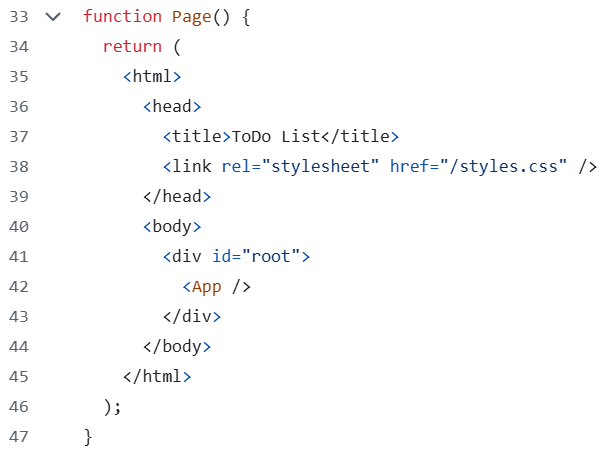 33 function Page() {
34 return (
35 <html>
36 <head>
37 <title>ToDo List</title>
38 <link rel="stylesheet" href="/styles.css" />
39 </head>
40 <body>
41 <div id="root">
42 <App />
43 </div>
44 </body>
45 </html>
46 );
47 }